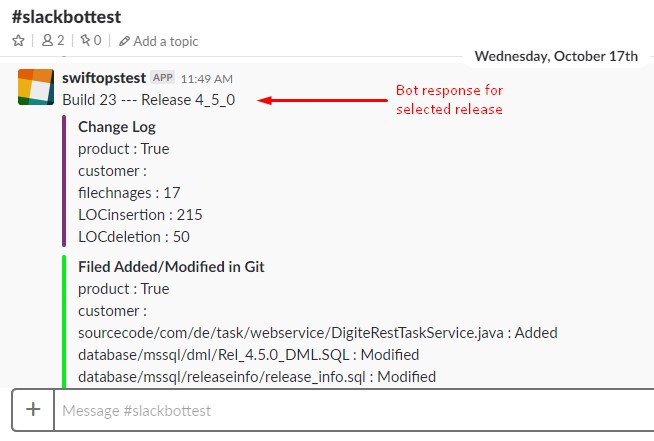 #slackbottest
2 0 Add a topic
Wednesday, October 17th
swiftopstest APP 11:49 AM
Build 23 --- Release 4_5_0
Bot response for
selected release
Change Log
product : True
customer :
filechnages : 17
LOCinsertion : 215
LOCdeletion : 50
Filed Added/Modified in Git
product : True
customer :
sourcecode/com/de/task/webservice/DigiteRestTaskService.java : Added
database/mssql/dml/Rel_4.5.0_DML.SQL : Modified
database/mssql/releaseinfo/release_info.sql : Modified
+ Message #slackbottest